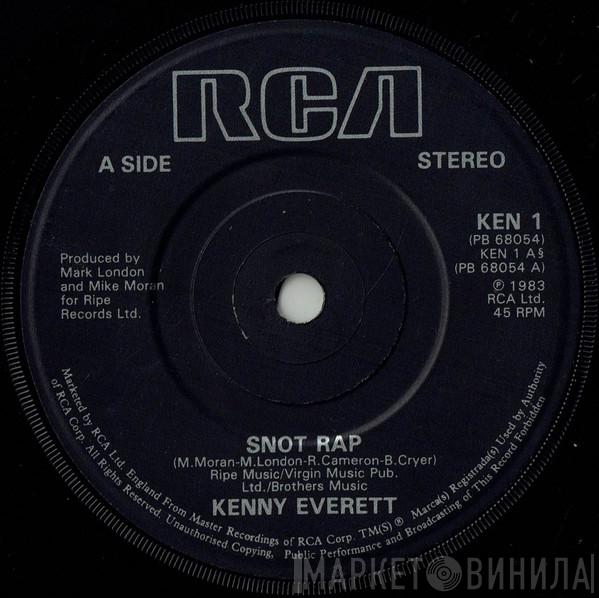 RCA
A SIDE
STEREO
KEN 1
(PB 68054)
KEN 1 A§
(PB 68054 A)
℗ 1983
RCA Ltd.
45 RPM
Produced by
Mark London
and Mike Moran
for Ripe
Records Ltd.
SNOT RAP
(M.Moran-M.London-R.Cameron-B.Cryer)
Ripe Music/Virgin Music Pub.
Ltd./Brothers Music
KENNY EVERETT
Marketed by RCA Ltd. England From Master Recordings of RCA Corp. TM(S) ® Marca(s) Registrada(s) Used by Authority
of RCA Corp. All Rights Reserved. Unauthorised Copying, Public Performance and Broadcasting of This Record Forbidden
МАРКЕТ ВИНИЛА